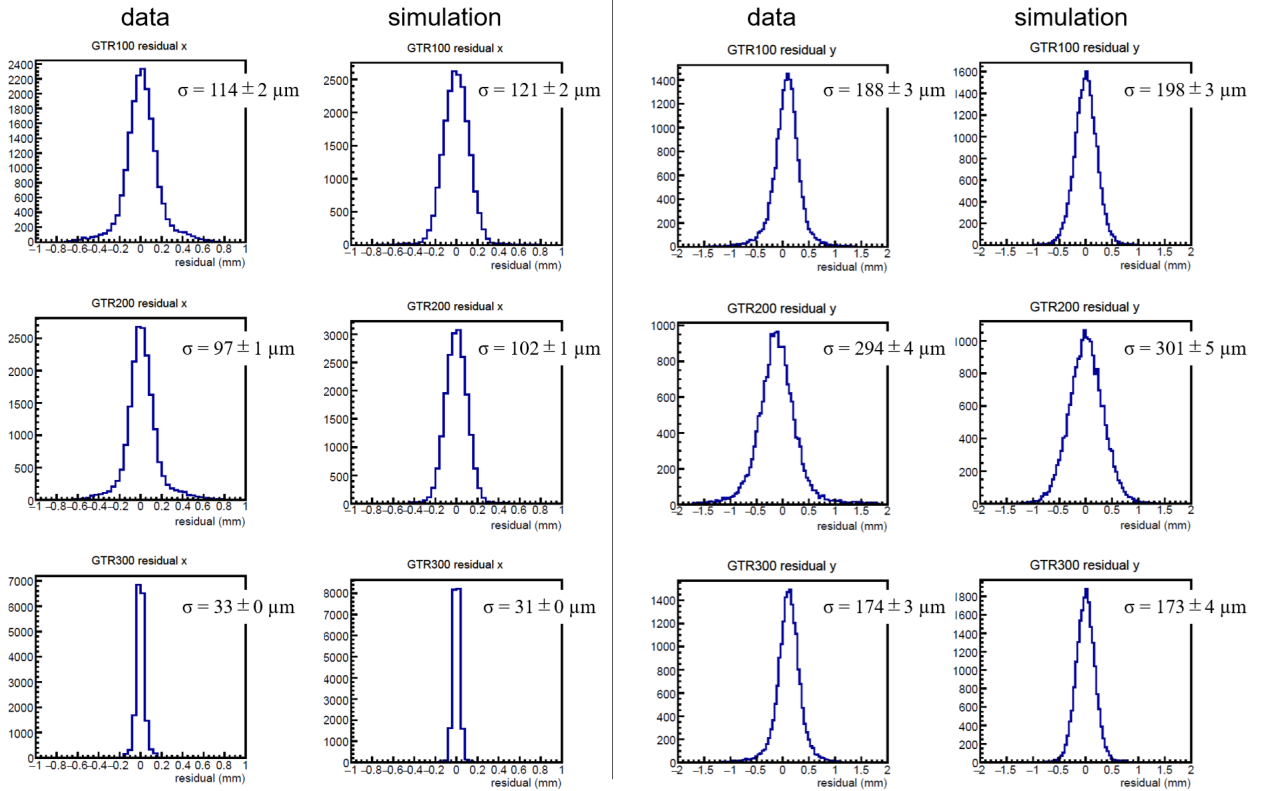 data
simulation
data
simulation
GTR100 residual x
σ = 114 ± 2 μm
2400
2200
2000
1800
1600
1400
1200
1000
800
600
400
200
0
−1 −0.8 −0.6 −0.4 −0.2 0 0.2 0.4 0.6 0.8 1
residual (mm)
GTR100 residual x
σ = 121 ± 2 μm
2500
2000
1500
1000
500
0
−1 −0.8 −0.6 −0.4 −0.2 0 0.2 0.4 0.6 0.8 1
residual (mm)
GTR100 residual y
σ = 188 ± 3 μm
1400
1200
1000
800
600
400
200
0
−2 −1.5 −1 −0.5 0 0.5 1 1.5 2
residual (mm)
GTR100 residual y
σ = 198 ± 3 μm
1600
1400
1200
1000
800
600
400
200
0
−2 −1.5 −1 −0.5 0 0.5 1 1.5 2
residual (mm)
GTR200 residual x
σ = 97 ± 1 μm
2500
2000
1500
1000
500
0
−1 −0.8 −0.6 −0.4 −0.2 0 0.2 0.4 0.6 0.8 1
residual (mm)
GTR200 residual x
σ = 102 ± 1 μm
3000
2500
2000
1500
1000
500
0
−1 −0.8 −0.6 −0.4 −0.2 0 0.2 0.4 0.6 0.8 1
residual (mm)
GTR200 residual y
σ = 294 ± 4 μm
1000
800
600
400
200
0
−2 −1.5 −1 −0.5 0 0.5 1 1.5 2
residual (mm)
GTR200 residual y
σ = 301 ± 5 μm
1000
800
600
400
200
0
−2 −1.5 −1 −0.5 0 0.5 1 1.5 2
residual (mm)
GTR300 residual x
σ = 33 ± 0 μm
7000
6000
5000
4000
3000
2000
1000
0
−1 −0.8 −0.6 −0.4 −0.2 0 0.2 0.4 0.6 0.8 1
residual (mm)
GTR300 residual x
σ = 31 ± 0 μm
8000
7000
6000
5000
4000
3000
2000
1000
0
−1 −0.8 −0.6 −0.4 −0.2 0 0.2 0.4 0.6 0.8 1
residual (mm)
GTR300 residual y
σ = 174 ± 3 μm
1400
1200
1000
800
600
400
200
0
−2 −1.5 −1 −0.5 0 0.5 1 1.5 2
residual (mm)
GTR300 residual y
σ = 173 ± 4 μm
1800
1600
1400
1200
1000
800
600
400
200
0
−2 −1.5 −1 −0.5 0 0.5 1 1.5 2
residual (mm)